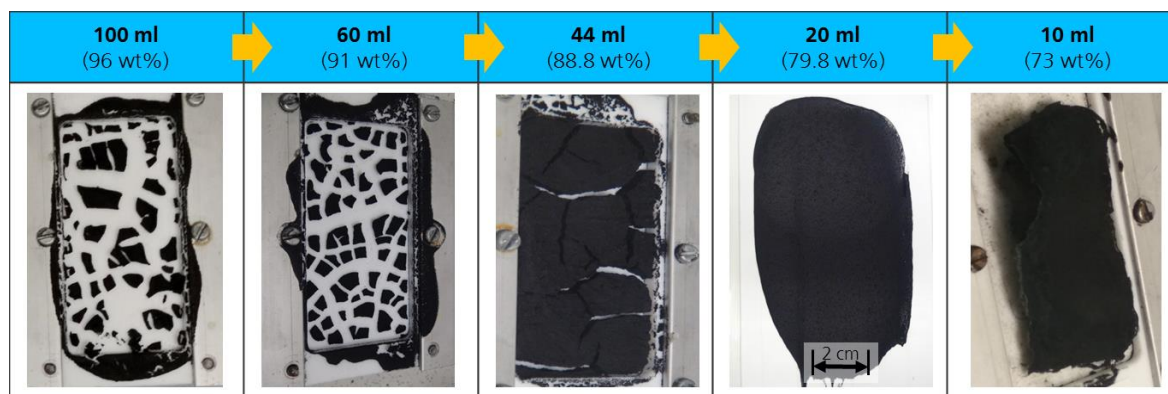 100 ml
(96 wt%)
60 ml
(91 wt%)
44 ml
(88.8 wt%)
20 ml
(79.8 wt%)
10 ml
(73 wt%)
2 cm